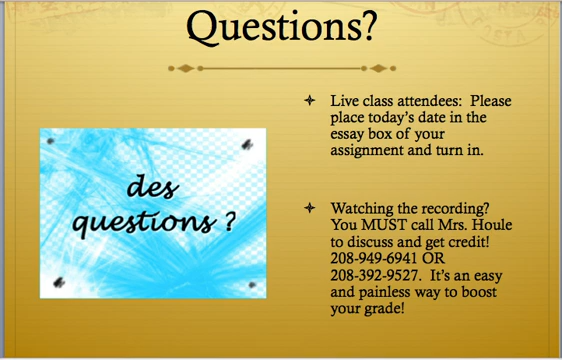 Questions?
Live class attendees:  Please
place today's date in the
essay box of your
assignment and turn in.
des
questions ?
Watching the recording?
You MUST call Mrs. Houle
to discuss and get credit!
208-949-6941 OR
208-392-9527.  It's an easy
and painless way to boost
your grade!